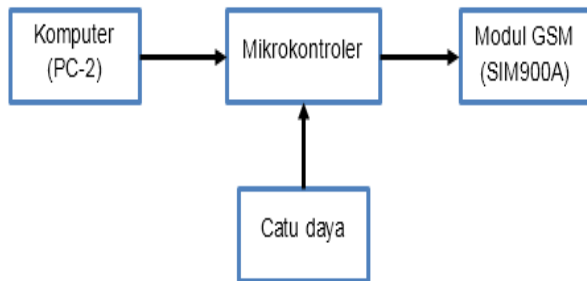 Komputer
(PC-2)
Mikrokontroler
Modul GSM
(SIM900A)
Catu daya